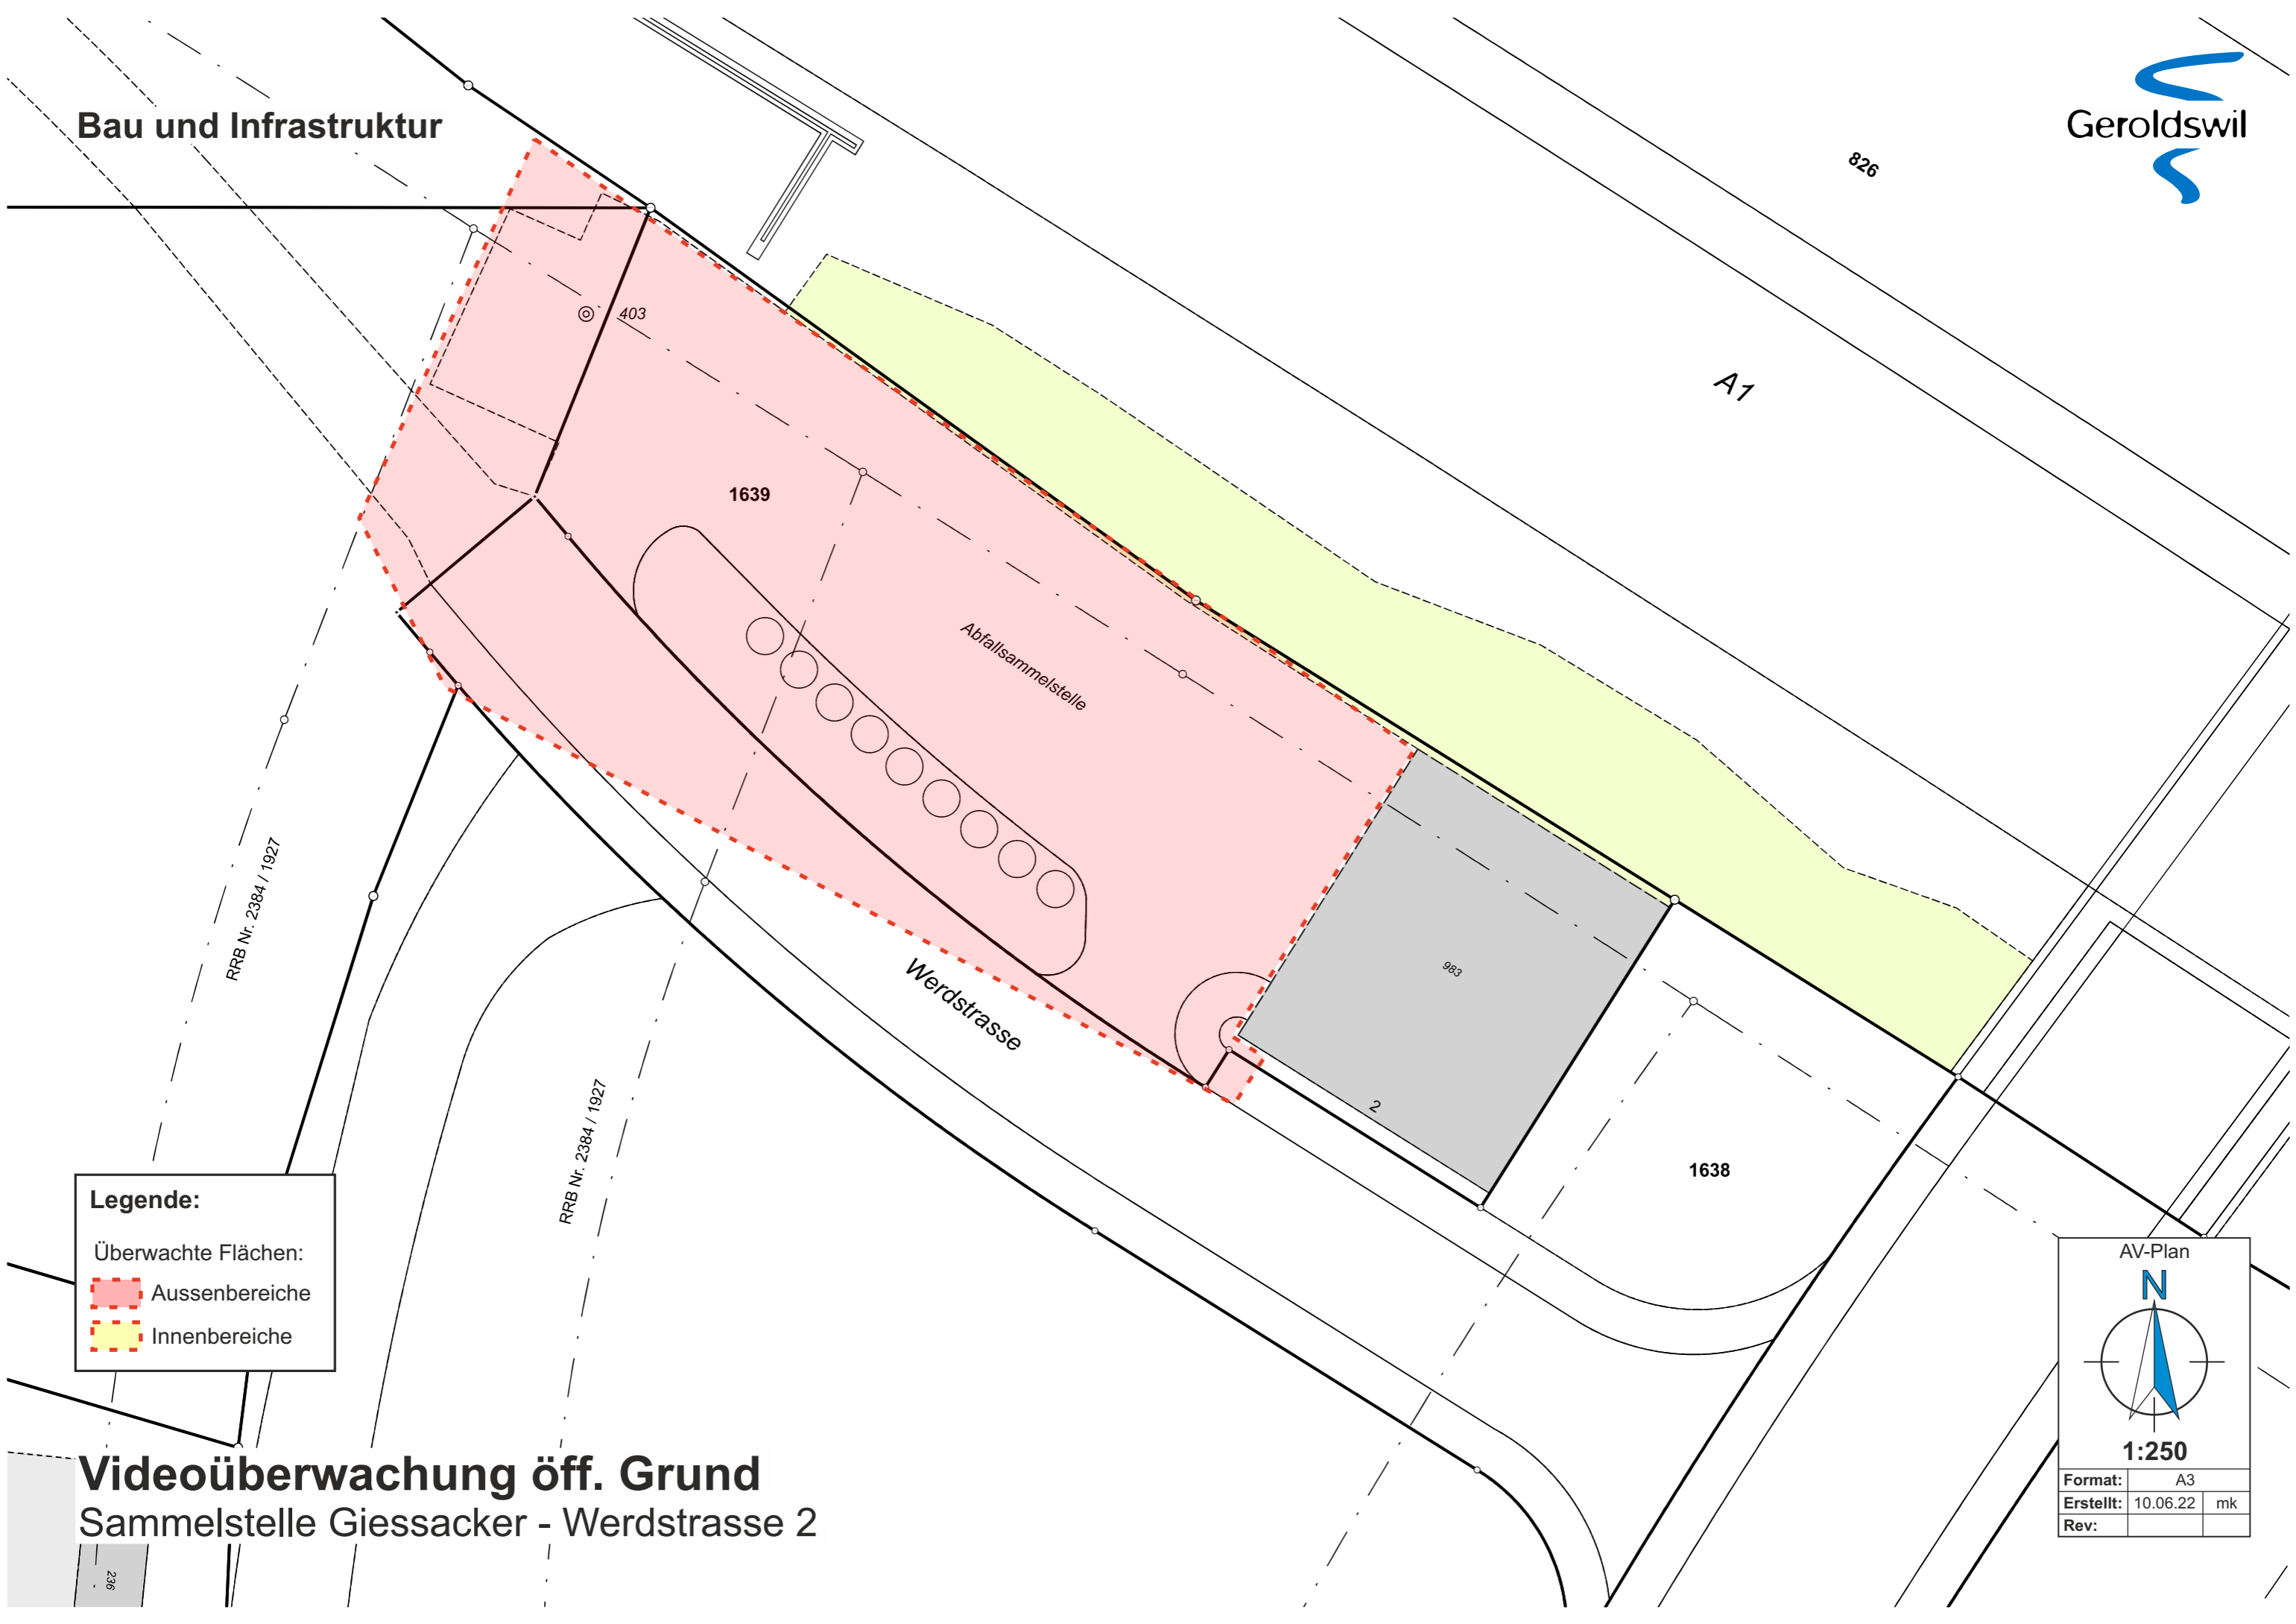 Bau und Infrastruktur
Geroldswil
826
A1
403
1639
Abfallsammelstelle
983
Werdstrasse
2
1638
RRB Nr. 2384 / 1927
RRB Nr. 2384 / 1927
Legende:
Überwachte Flächen:
Aussenbereiche
Innenbereiche
AV-Plan
N
1:250
Format: A3
Erstellt: 10.06.22 mk
Rev:
Videoüberwachung öff. Grund
Sammelstelle Giessacker - Werdstrasse 2
236